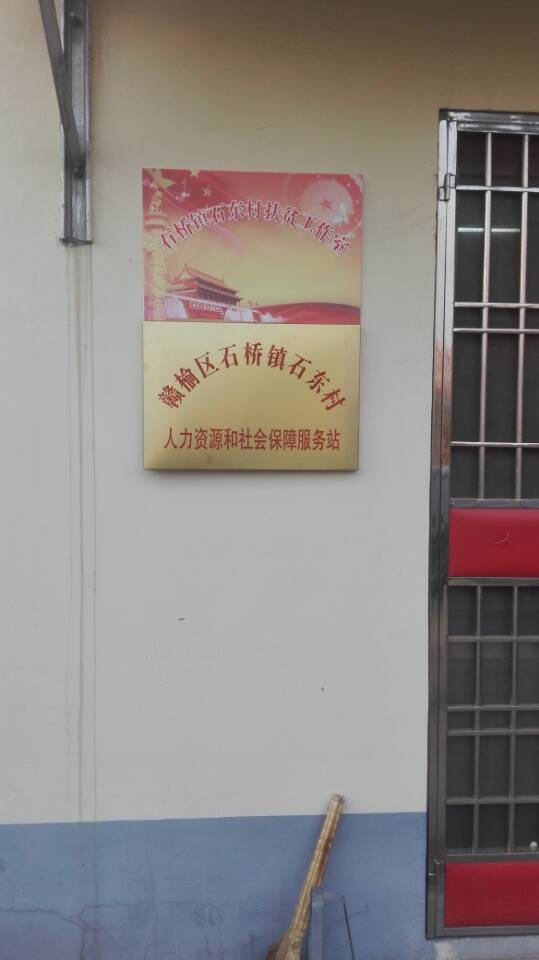 石桥镇石东村扶贫工作室
赣榆区石桥镇石东村
人力资源和社会保障服务站